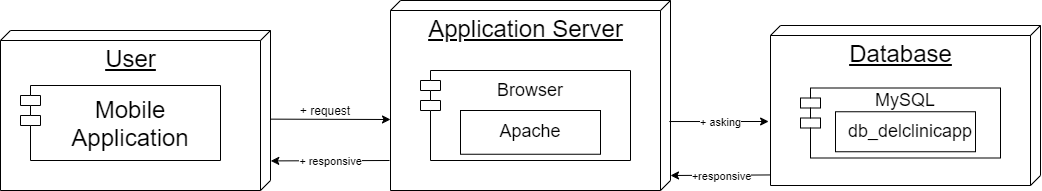 User
Mobile
Application
+ request
+ responsive
Application Server
Browser
Apache
+ asking
+responsive
Database
MySQL
db_delclinicapp